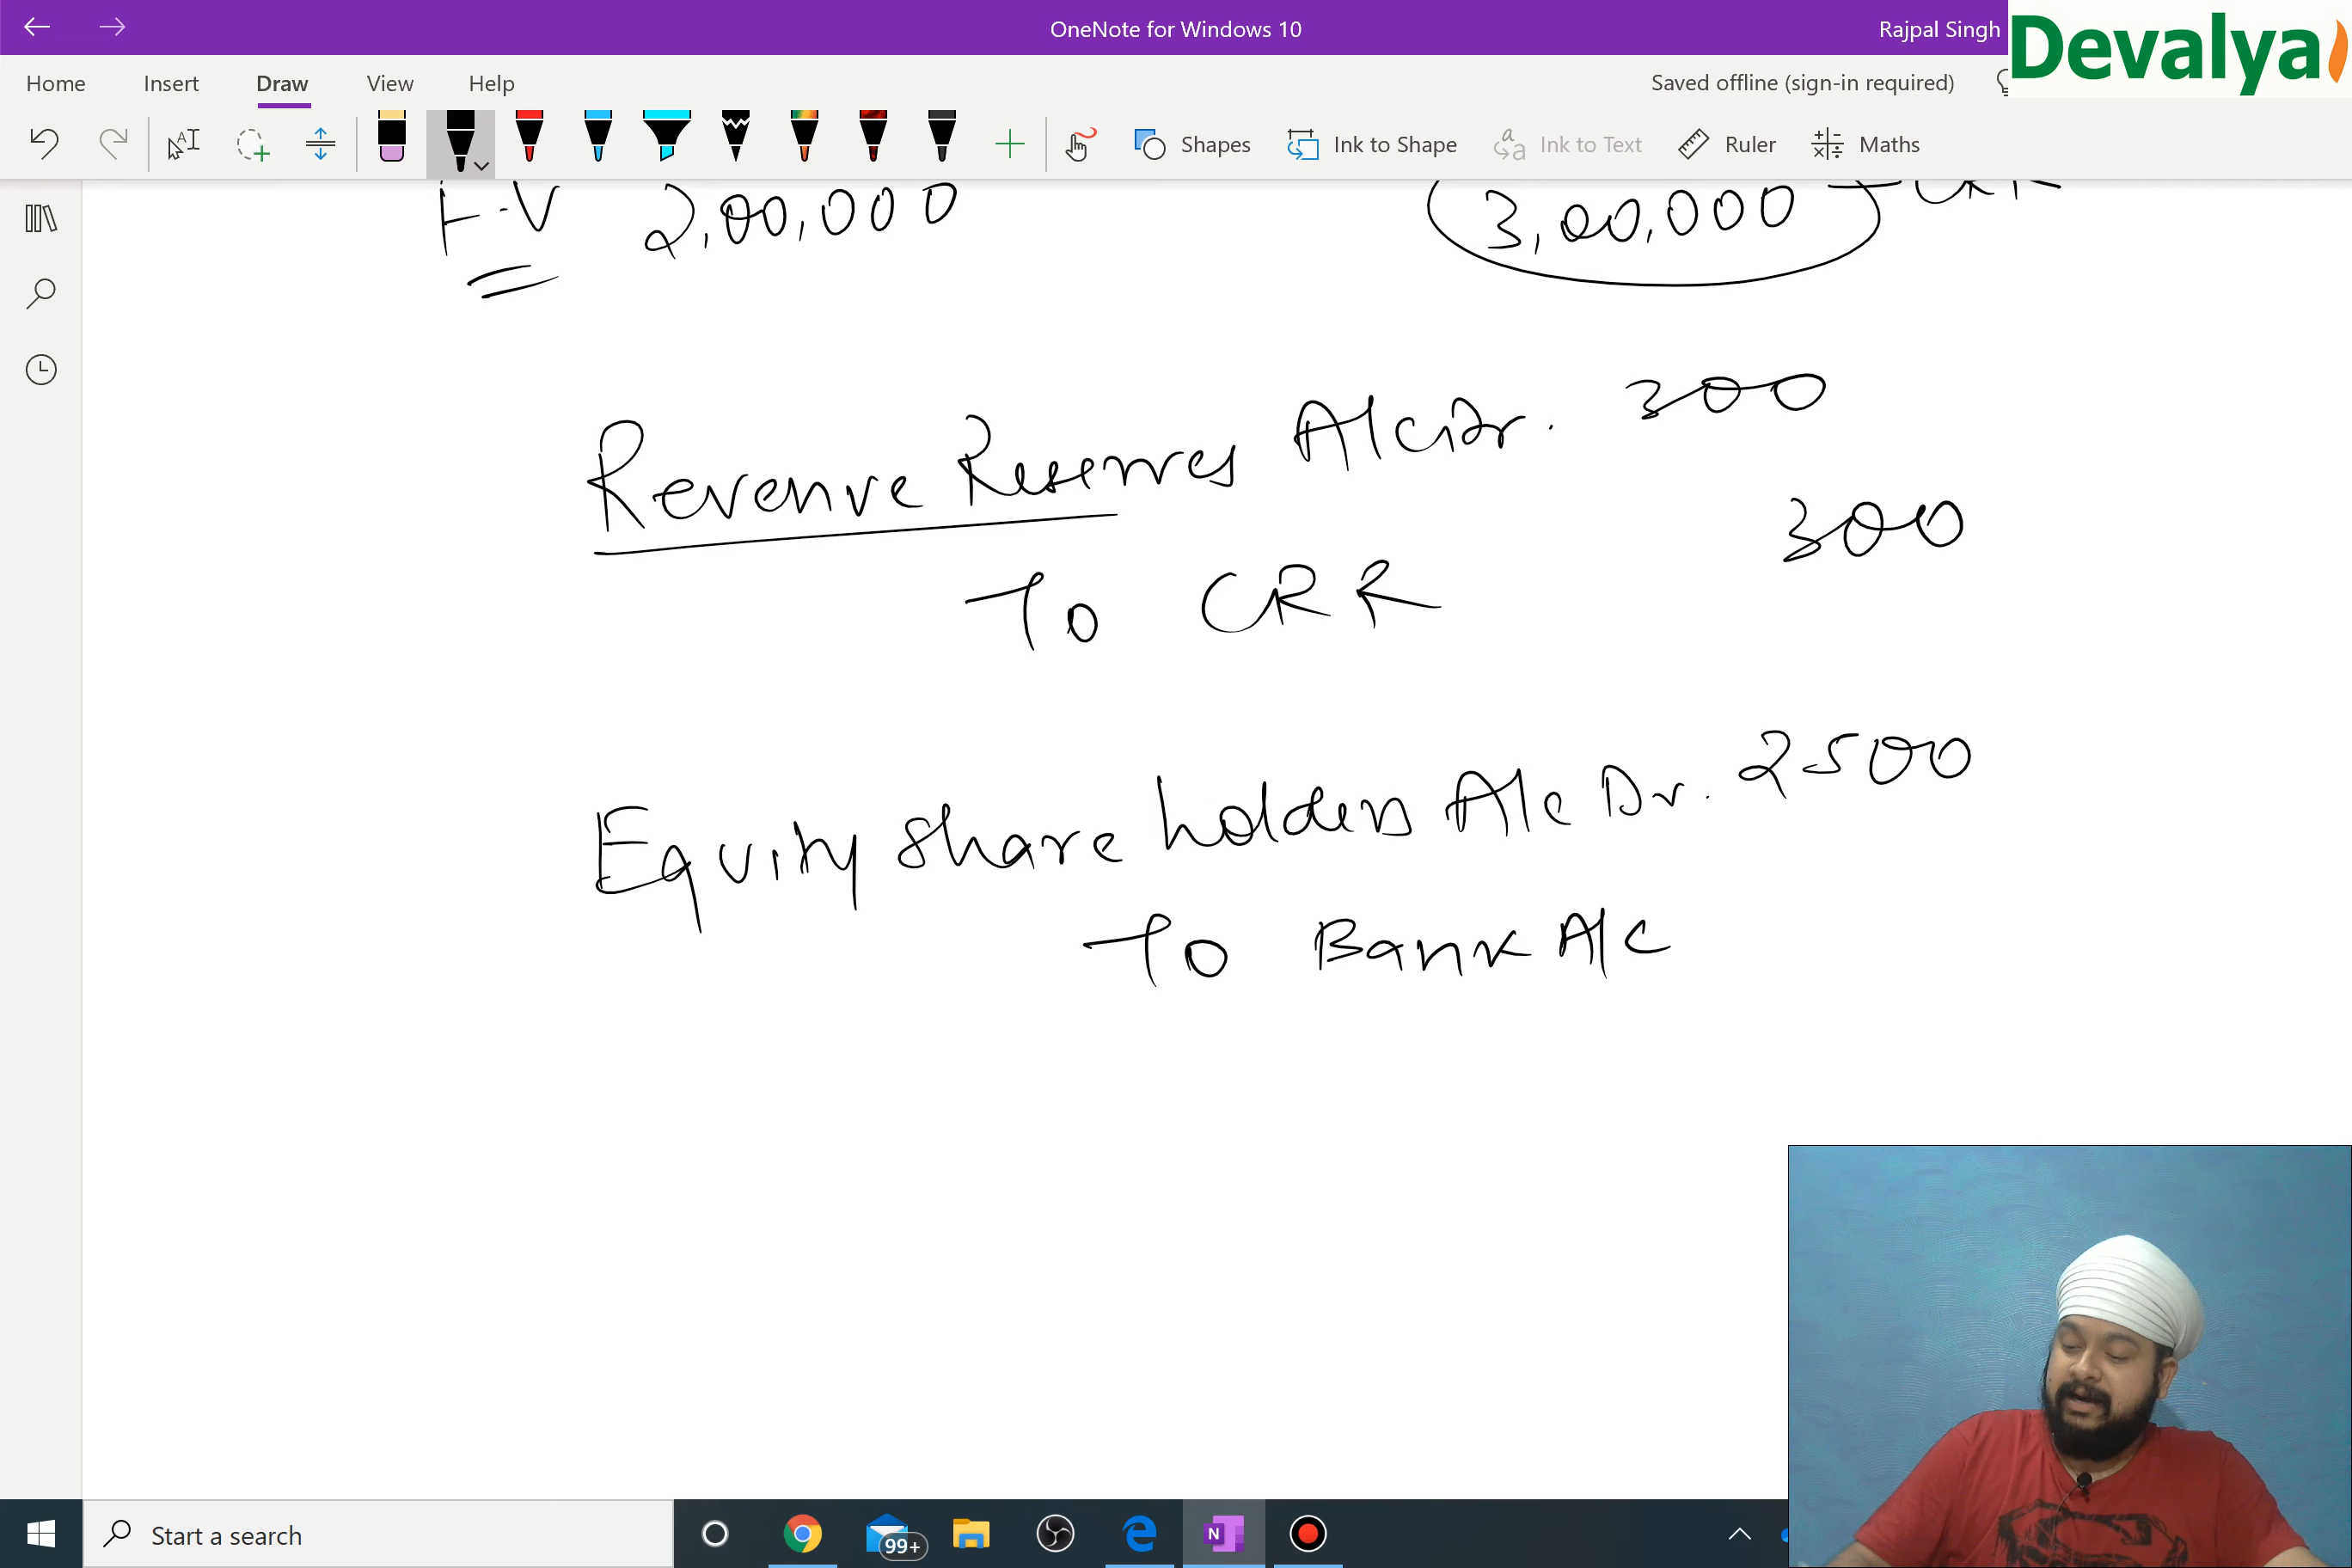 OneNote for Windows 10
Rajpal Singh
Devalya
Home Insert Draw View Help
Saved offline (sign-in required)
Shapes Ink to Shape Ink to Text Ruler Maths
F.V 2,00,000 3,00,000
Revenue Reserves A/c Dr. 300
To CRR 300
Equity share holders A/c Dr. 2500
To Bank A/c
Start a search
99+